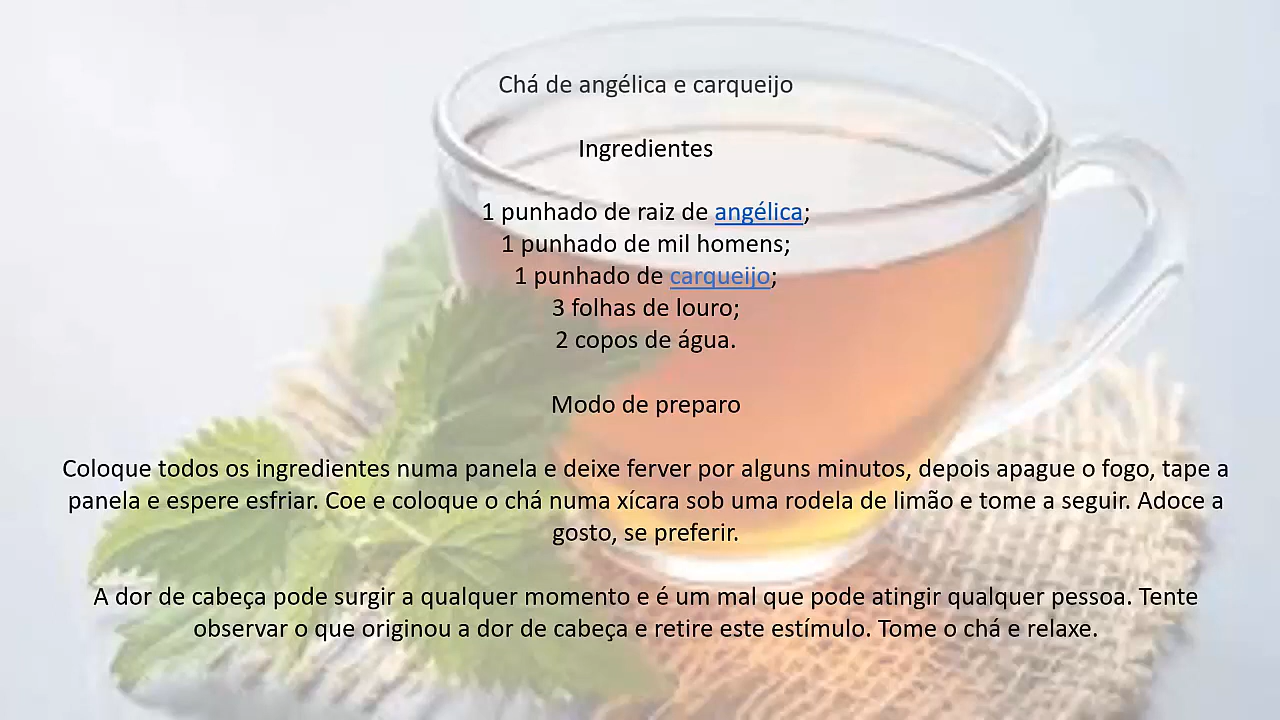 Chá de angélica e carqueijo
Ingredientes
1 punhado de raiz de angélica;
1 punhado de mil homens;
1 punhado de carqueijo;
3 folhas de louro;
2 copos de água.
Modo de preparo
Coloque todos os ingredientes numa panela e deixe ferver por alguns minutos, depois apague o fogo, tape a
panela e espere esfriar. Coe e coloque o chá numa xícara sob uma rodela de limão e tome a seguir. Adoce a
gosto, se preferir.
A dor de cabeça pode surgir a qualquer momento e é um mal que pode atingir qualquer pessoa. Tente
observar o que originou a dor de cabeça e retire este estímulo. Tome o chá e relaxe.